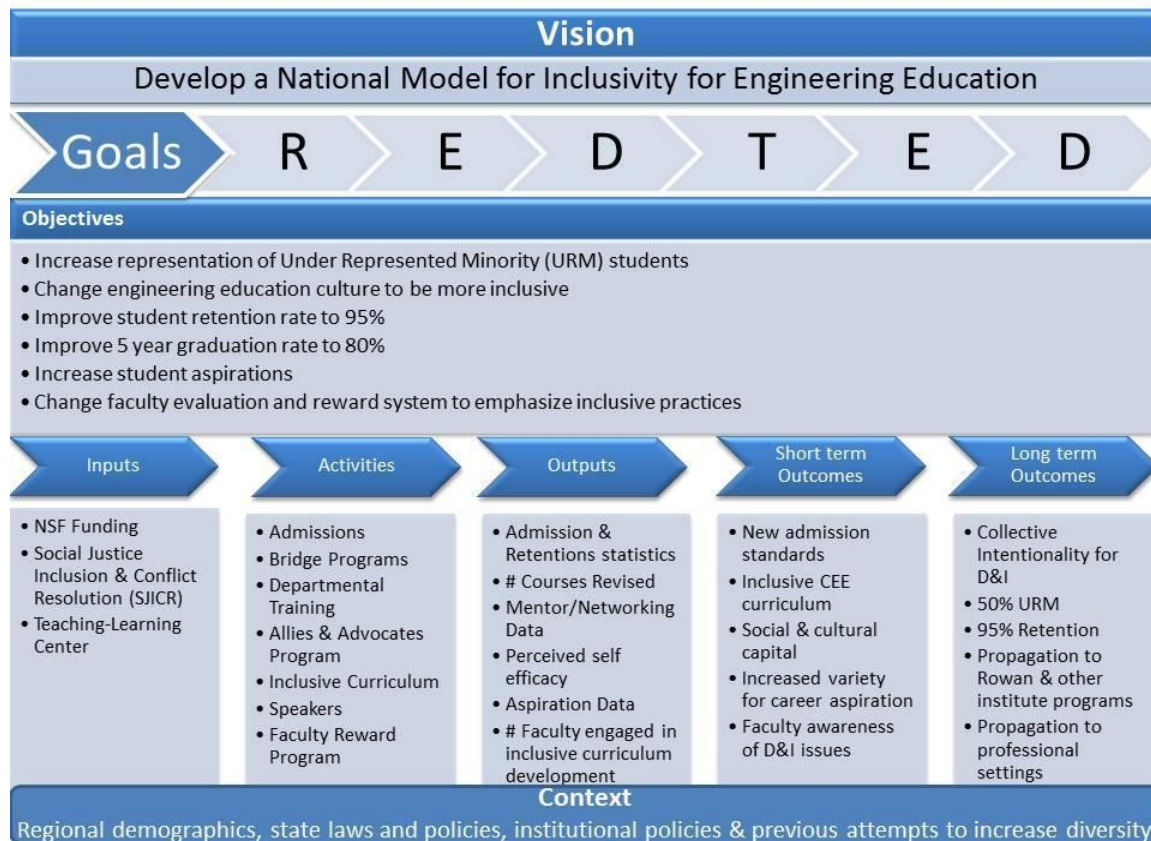 Vision
Develop a National Model for Inclusivity for Engineering Education
Goals R E D T E D
Objectives
• Increase representation of Under Represented Minority (URM) students
• Change engineering education culture to be more inclusive
• Improve student retention rate to 95%
• Improve 5 year graduation rate to 80%
• Increase student aspirations
• Change faculty evaluation and reward system to emphasize inclusive practices
Inputs
• NSF Funding
• Social Justice
Inclusion & Conflict
Resolution (SJICR)
• Teaching-Learning
Center
Activities
• Admissions
• Bridge Programs
• Departmental
Training
• Allies & Advocates
Program
• Inclusive Curriculum
• Speakers
• Faculty Reward
Program
Outputs
• Admission &
Retentions statistics
• # Courses Revised
• Mentor/Networking
Data
• Perceived self
efficacy
• Aspiration Data
• # Faculty engaged in
inclusive curriculum
development
Short term
Outcomes
• New admission
standards
• Inclusive CEE
curriculum
• Social & cultural
capital
• Increased variety
for career aspiration
• Faculty awareness
of D&I issues
Long term
Outcomes
• Collective
Intentionality for
D&I
• 50% URM
• 95% Retention
• Propagation to
Rowan & other
institute programs
• Propagation to
professional
settings
Context
Regional demographics, state laws and policies, institutional policies & previous attempts to increase diversity